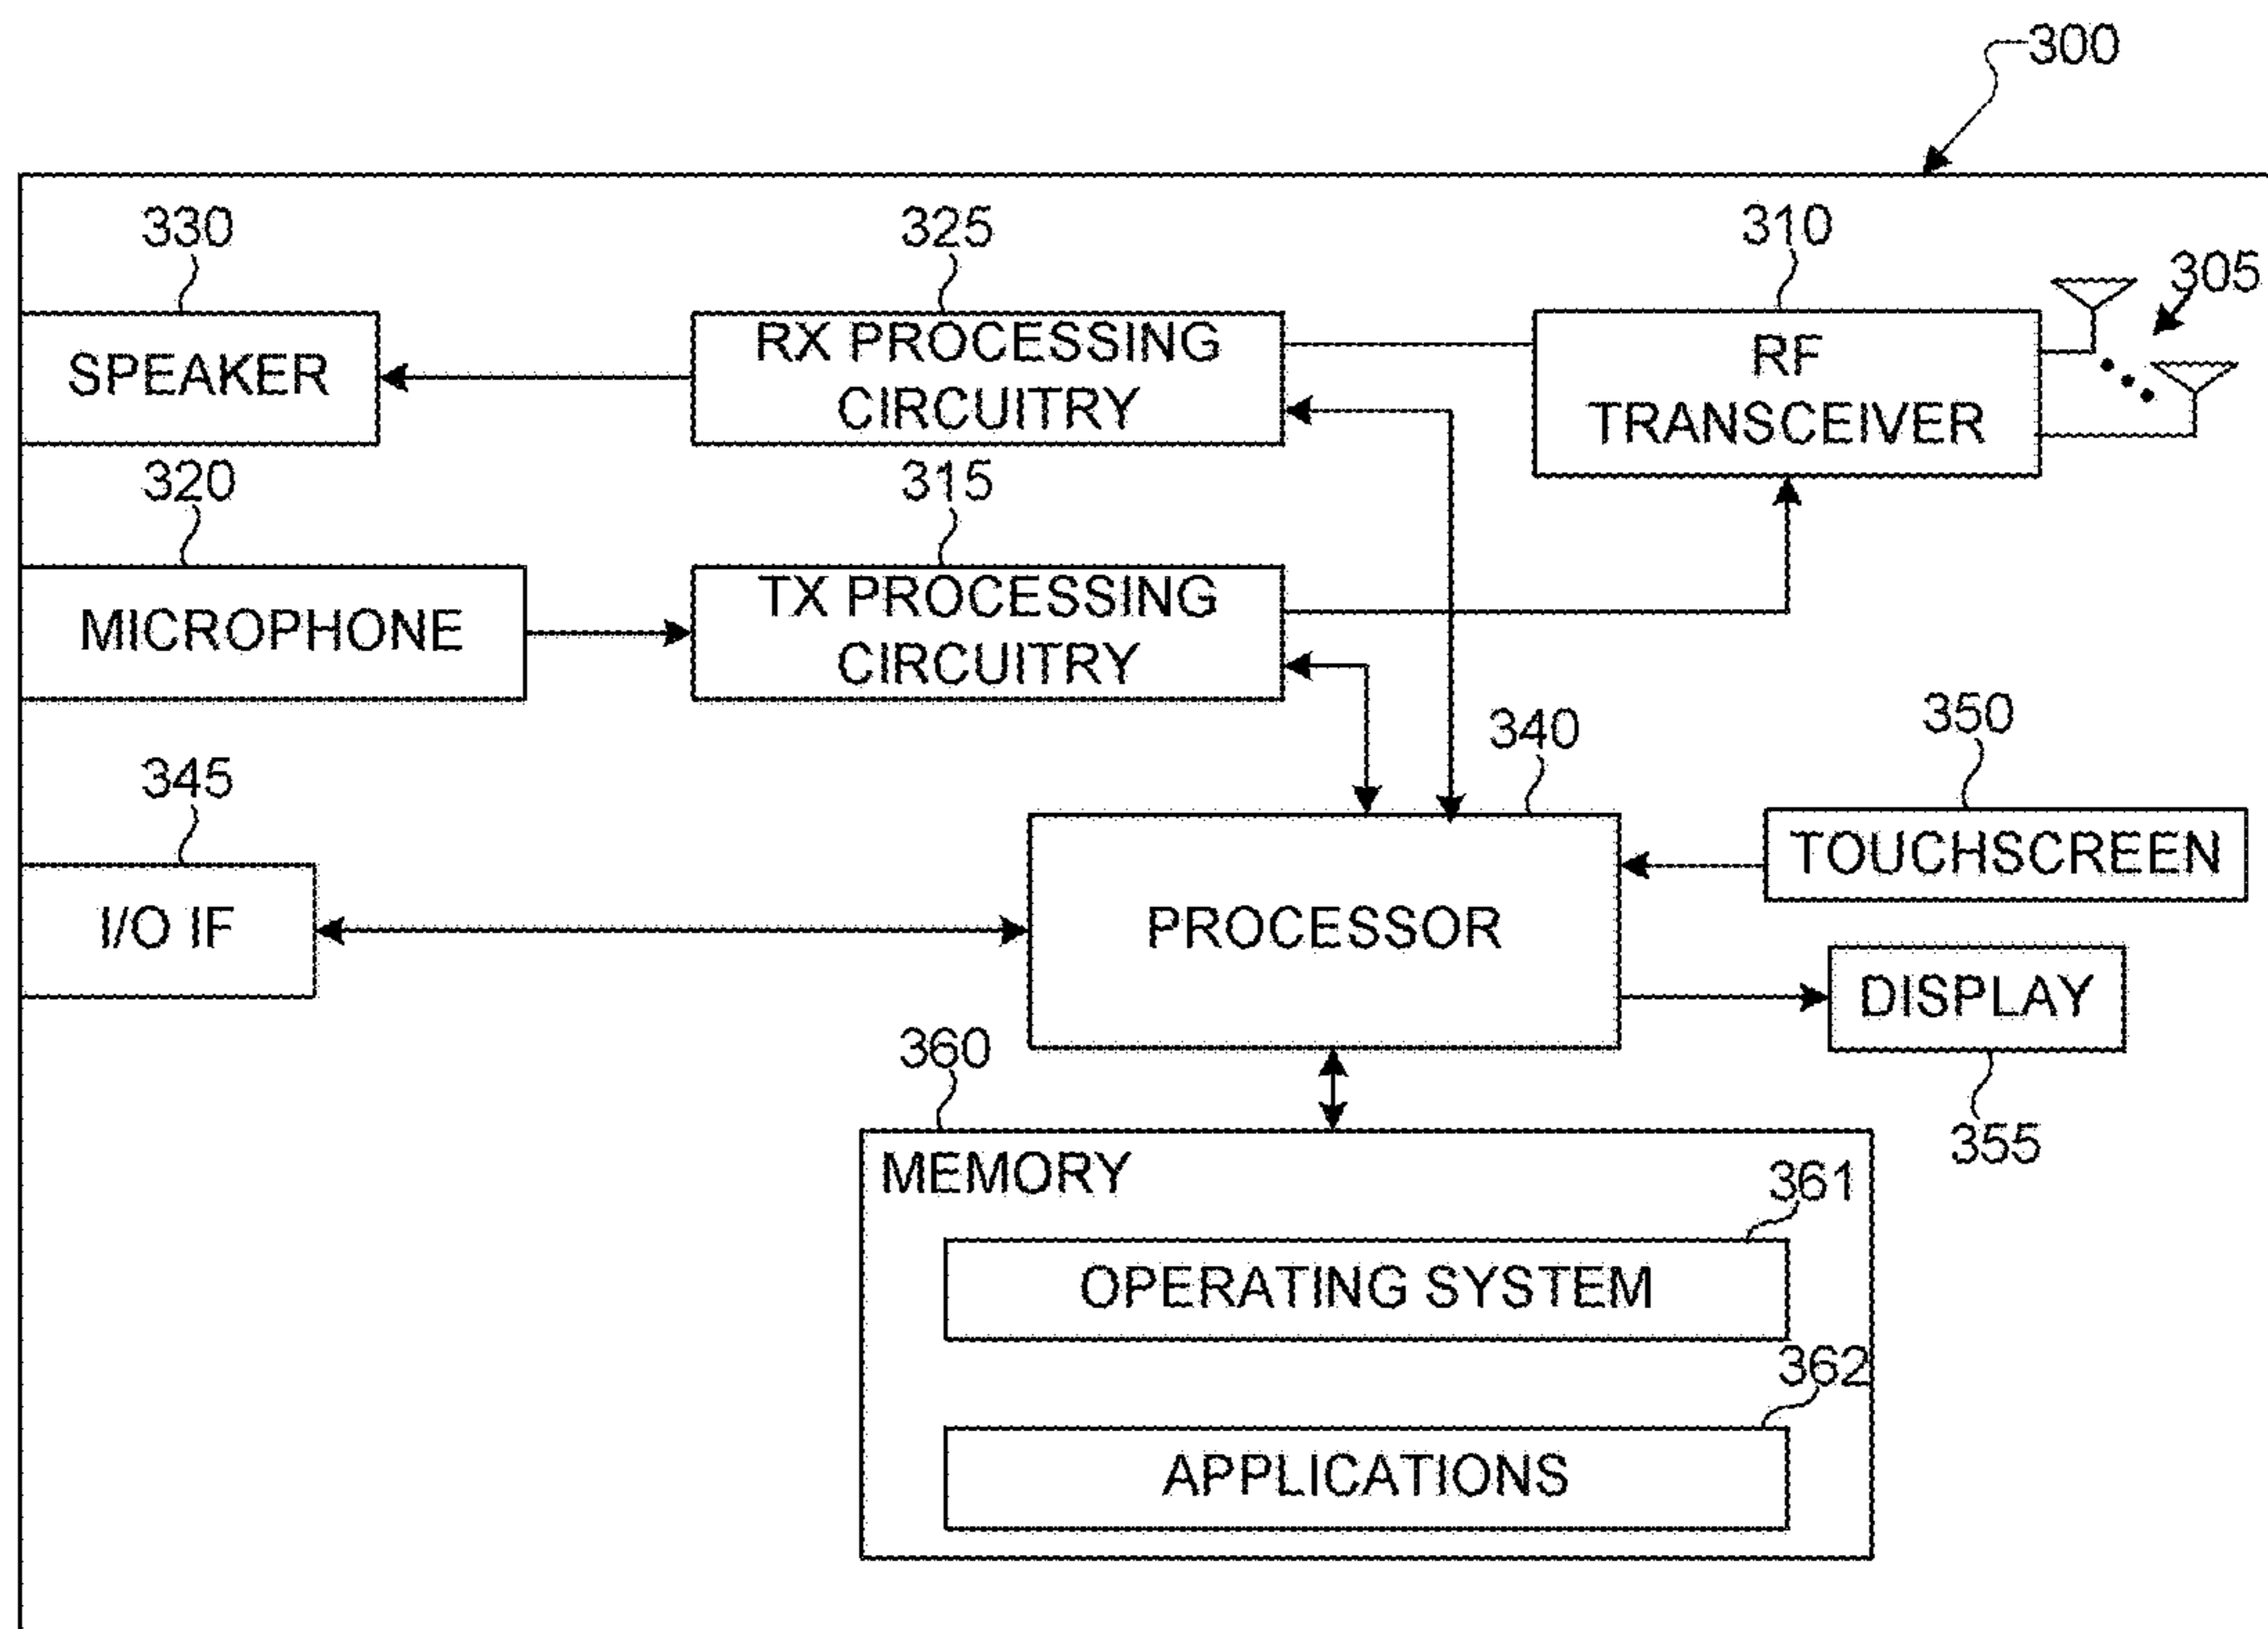 300
330
325
310
305
SPEAKER
RX PROCESSING
CIRCUITRY
RF
TRANSCEIVER
320
315
MICROPHONE
TX PROCESSING
CIRCUITRY
340
350
345
TOUCHSCREEN
I/O IF
PROCESSOR
DISPLAY
360
355
MEMORY
361
OPERATING SYSTEM
362
APPLICATIONS